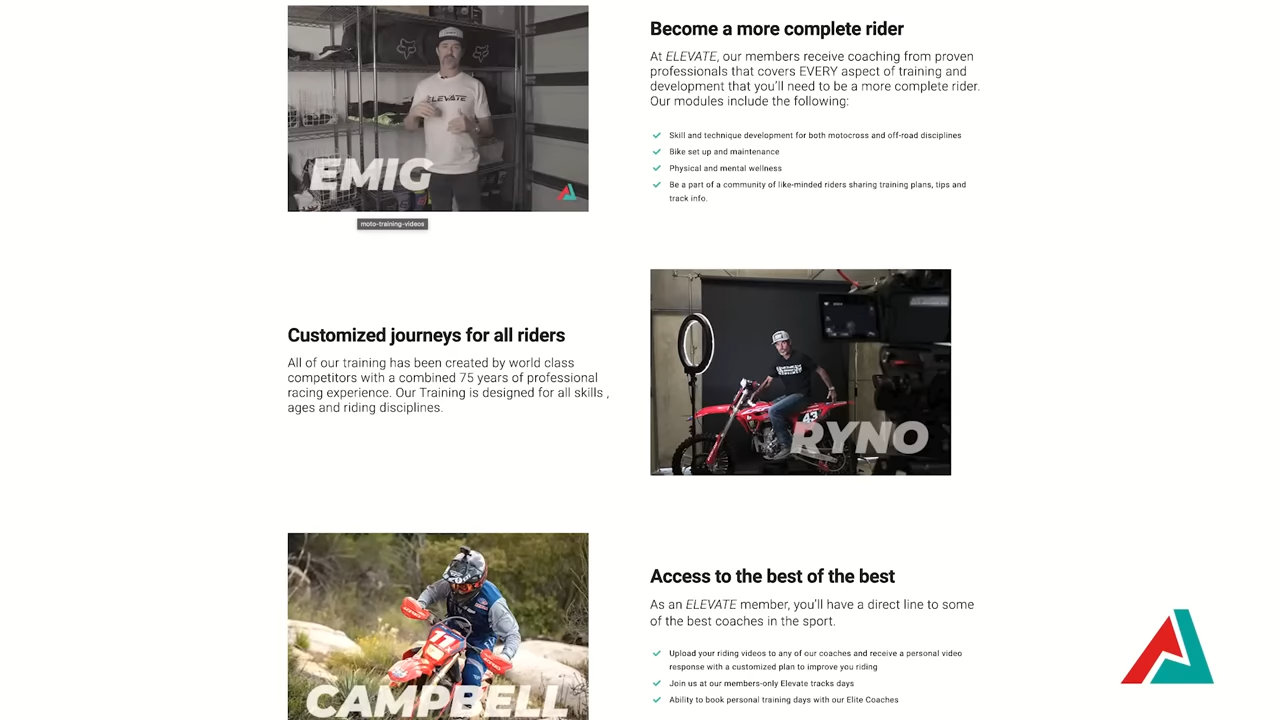 Become a more complete rider
At ELEVATE, our members receive coaching from proven
professionals that covers EVERY aspect of training and
development that you'll need to be a more complete rider.
Our modules include the following:
Skill and technique development for both motocross and off-road disciplines
Bike set up and maintenance
Physical and mental wellness
Be a part of a community of like-minded riders sharing training plans, tips and
track info.
ELEVATE
EMIG
moto-training-videos
Customized journeys for all riders
All of our training has been created by world class
competitors with a combined 75 years of professional
racing experience. Our Training is designed for all skills ,
ages and riding disciplines.
43
RYNO
11
CAMPBELL
Access to the best of the best
As an ELEVATE member, you'll have a direct line to some
of the best coaches in the sport.
Upload your riding videos to any of our coaches and receive a personal video
response with a customized plan to improve you riding
Join us at our members-only Elevate tracks days
Ability to book personal training days with our Elite Coaches